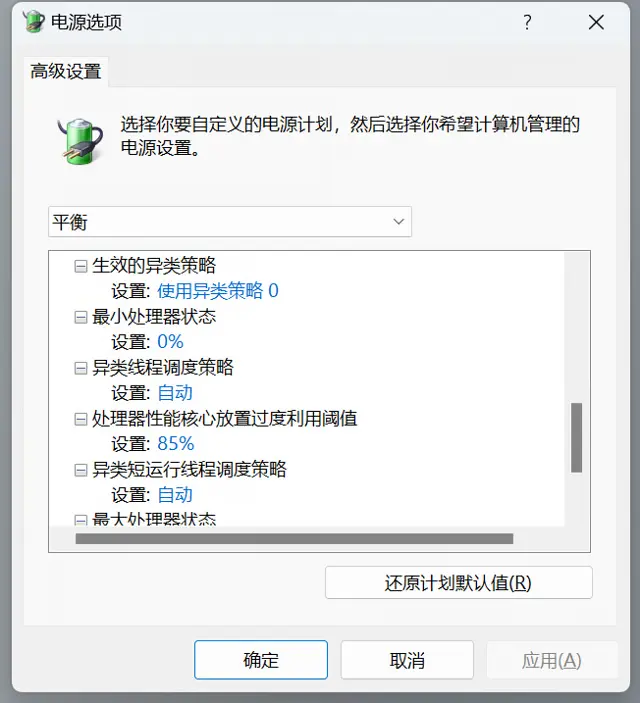 电源选项
?
高级设置
选择你要自定义的电源计划，然后选择你希望计算机管理的
电源设置。
平衡
生效的异类策略
设置: 使用异类策略 0
最小处理器状态
设置: 0%
异类线程调度策略
设置: 自动
处理器性能核心放置过度利用阈值
设置: 85%
异类短运行线程调度策略
设置: 自动
最大处理器状态
还原计划默认值(R)
确定
取消
应用(A)